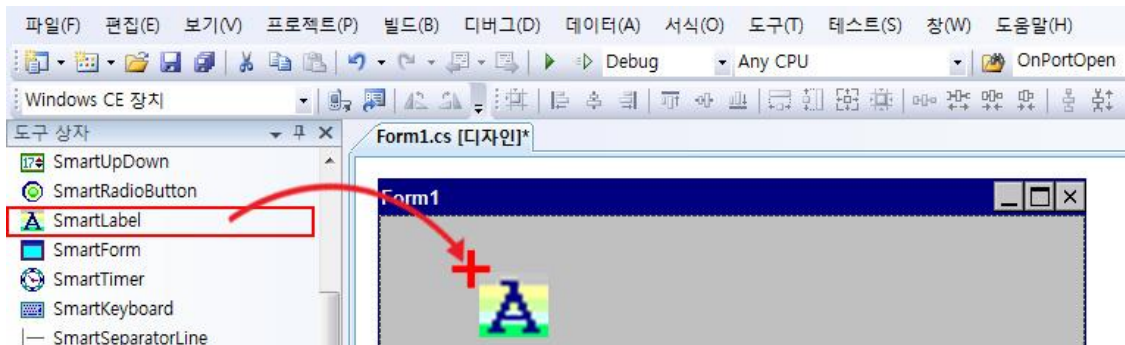 파일(F) 편집(E) 보기(V) 프로젝트(P) 빌드(B) 디버그(D) 데이터(A) 서식(O) 도구(T) 테스트(S) 창(W) 도움말(H)
Debug Any CPU OnPortOpen
Windows CE 장치
도구 상자
Form1.cs [디자인]*
SmartUpDown
SmartRadioButton
Form1
SmartLabel
SmartForm
SmartTimer
SmartKeyboard
SmartSeparatorLine